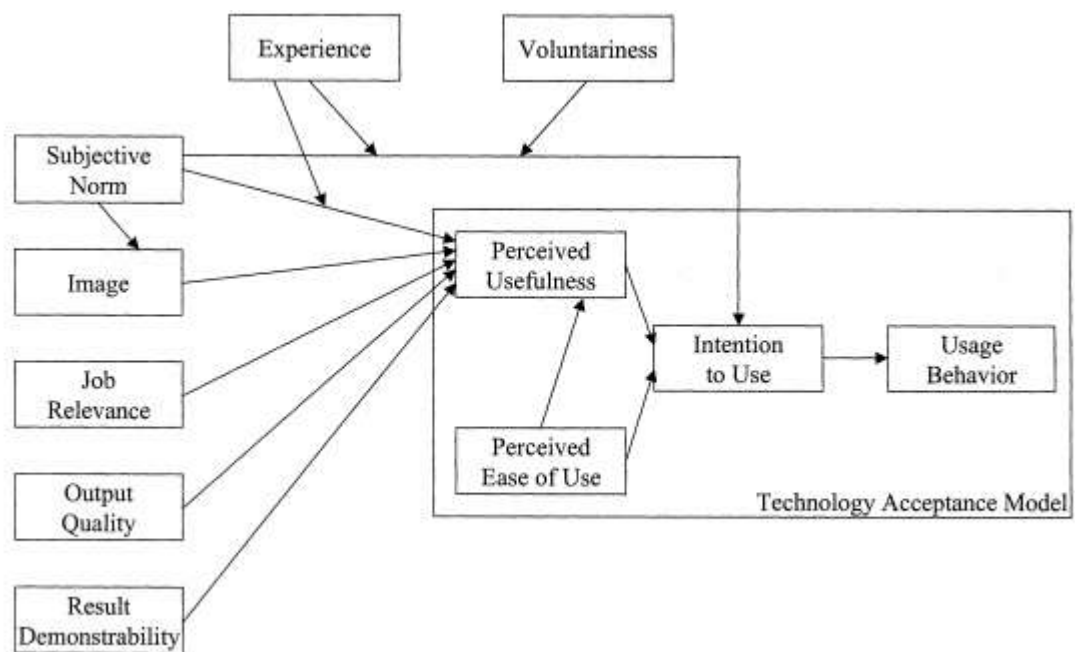 Experience
Voluntariness
Subjective
Norm
Image
Job
Relevance
Output
Quality
Result
Demonstrability
Perceived
Usefulness
Perceived
Ease of Use
Intention
to Use
Usage
Behavior
Technology Acceptance Model